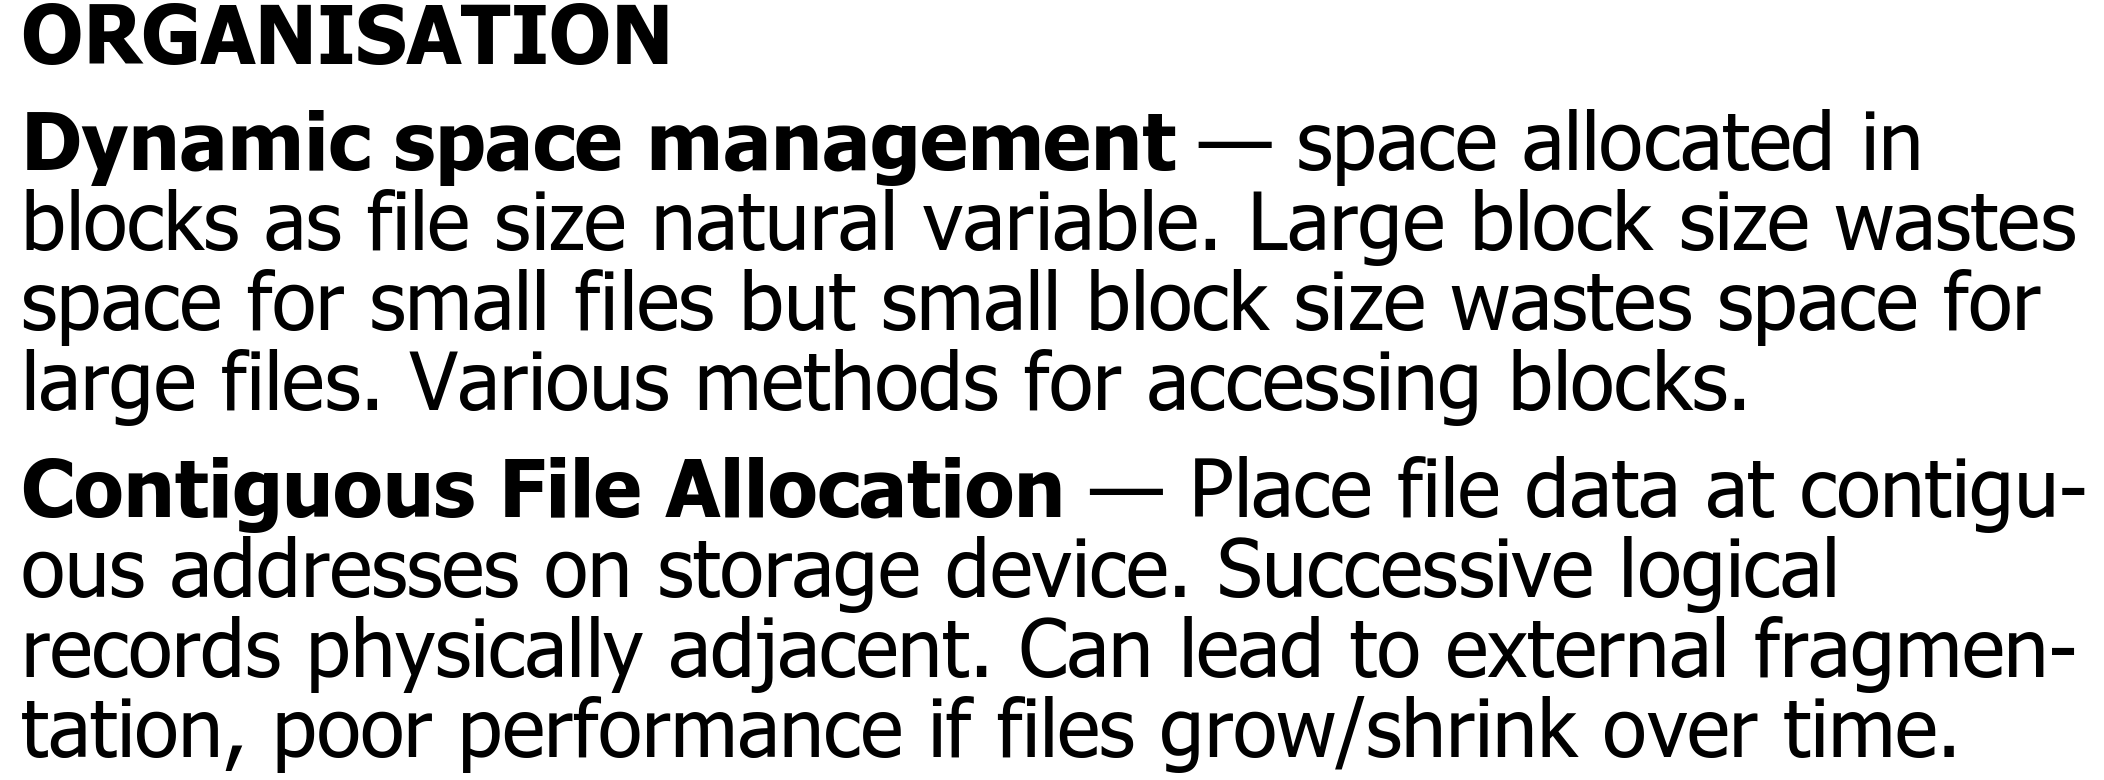 ORGANISATION
Dynamic space management — space allocated in
blocks as file size natural variable. Large block size wastes
space for small files but small block size wastes space for
large files. Various methods for accessing blocks.
Contiguous File Allocation — Place file data at contigu-
ous addresses on storage device. Successive logical
records physically adjacent. Can lead to external fragmen-
tation, poor performance if files grow/shrink over time.